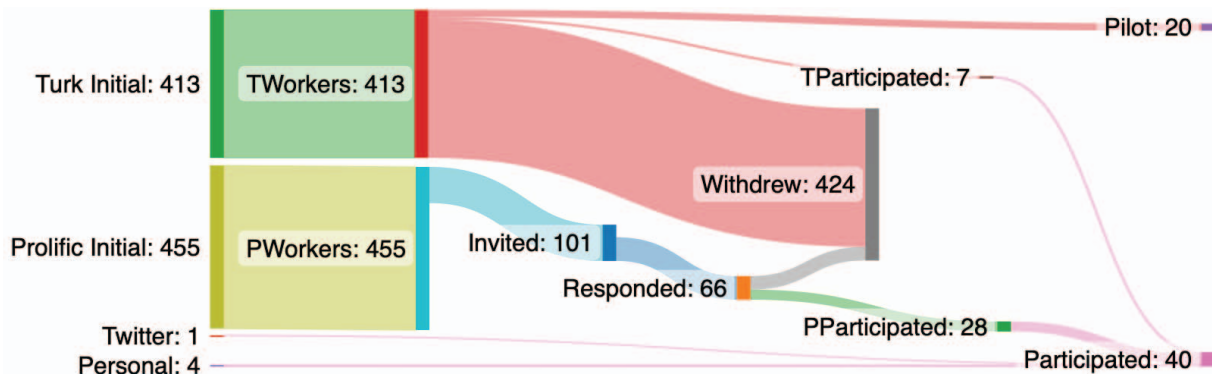 Pilot: 20
Turk Initial: 413
TWorkers: 413
TParticipated: 7
Withdrew: 424
Prolific Initial: 455
PWorkers: 455
Invited: 101
Responded: 66
PParticipated: 28
Twitter: 1
Personal: 4
Participated: 40